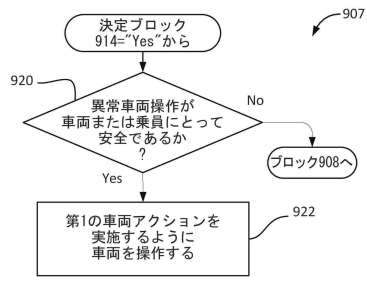 決定ブロック
914="Yes"から
907
920
異常車両操作が
車両または乗員にとって
安全であるか
?
No
ブロック908へ
Yes
第1の車両アクションを
実施するように
車両を操作する
922